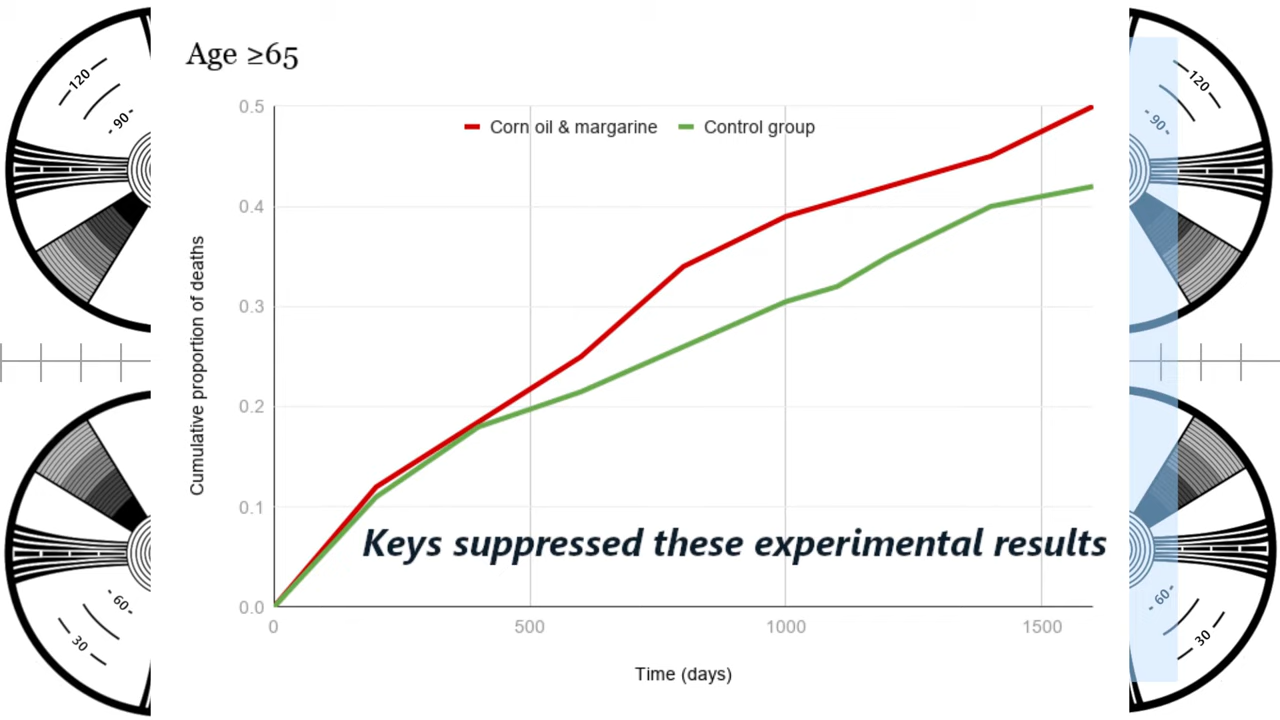 Age ≥65
Corn oil & margarine
Control group
Cumulative proportion of deaths
0.5
0.4
0.3
0.2
0.1
0.0
0
500
1000
1500
Time (days)
Keys suppressed these experimental results
-120-
- 90 -
- 60 -
30
-120-
- 90 -
- 60 -
30